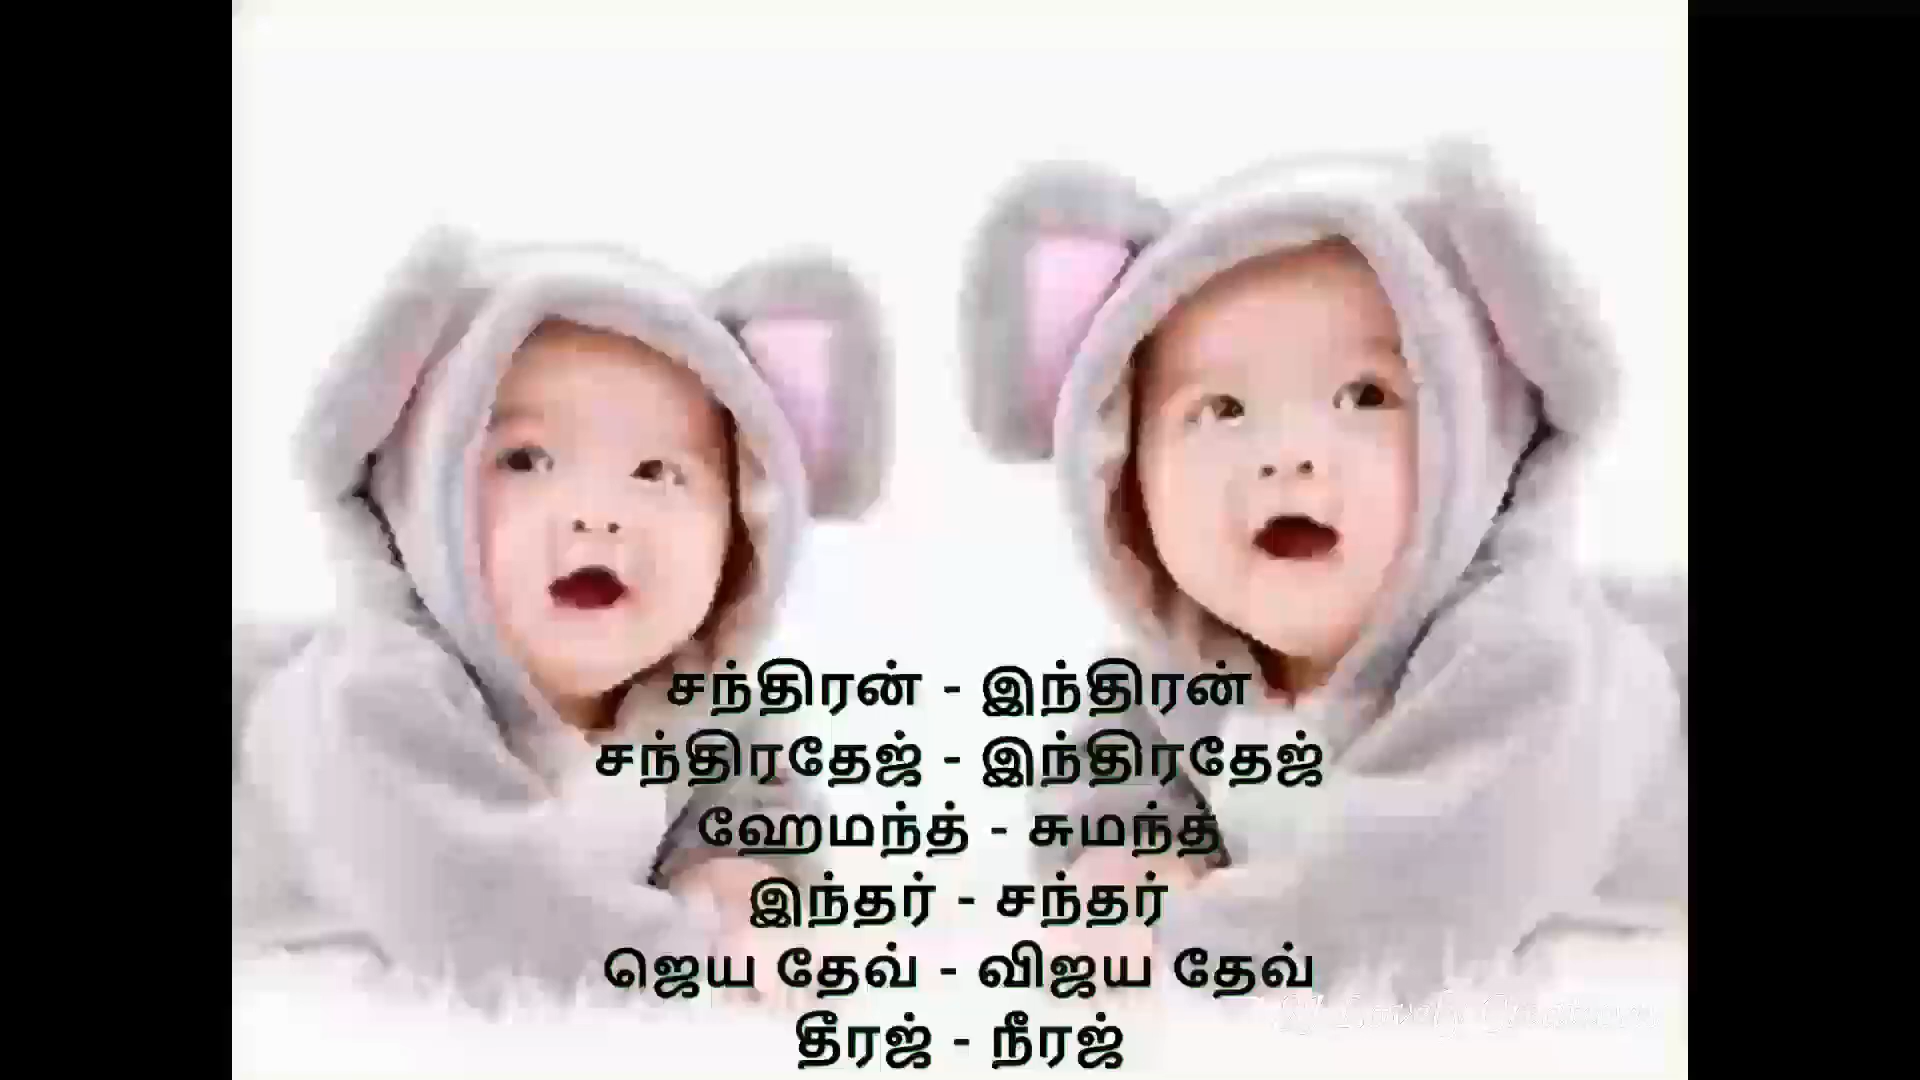 சந்திரன் - இந்திரன்
சந்திரதேஜ் - இந்திரதேஜ்
ஹேமந்த் - சுமந்த்
இந்தர் - சந்தர்
ஜெய தேவ் - விஜய தேவ்
தீரஜ் - நீரஜ்